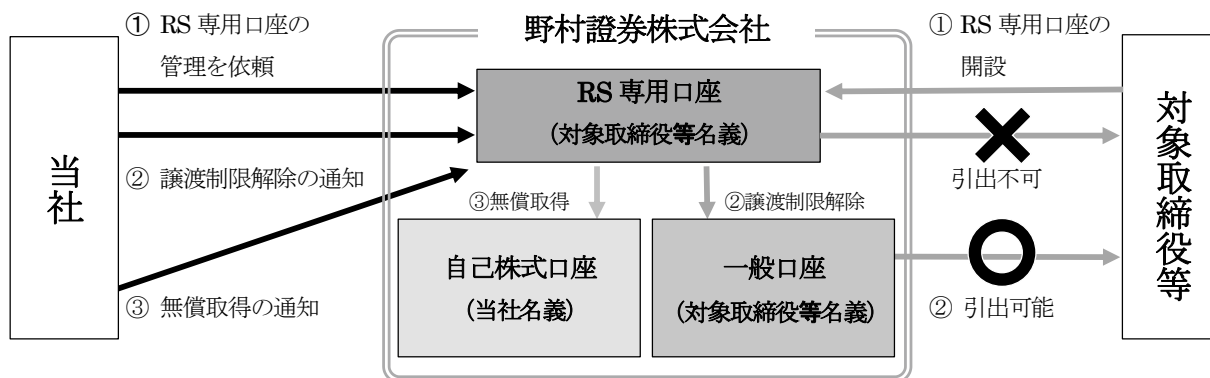 ① RS 専用口座の
管理を依頼
野村證券株式会社
① RS 専用口座の
開設
当社
RS 専用口座
(対象取締役等名義)
対象取締役等
② 譲渡制限解除の通知
引出不可
③無償取得
②譲渡制限解除
自己株式口座
(当社名義)
一般口座
(対象取締役等名義)
③ 無償取得の通知
② 引出可能